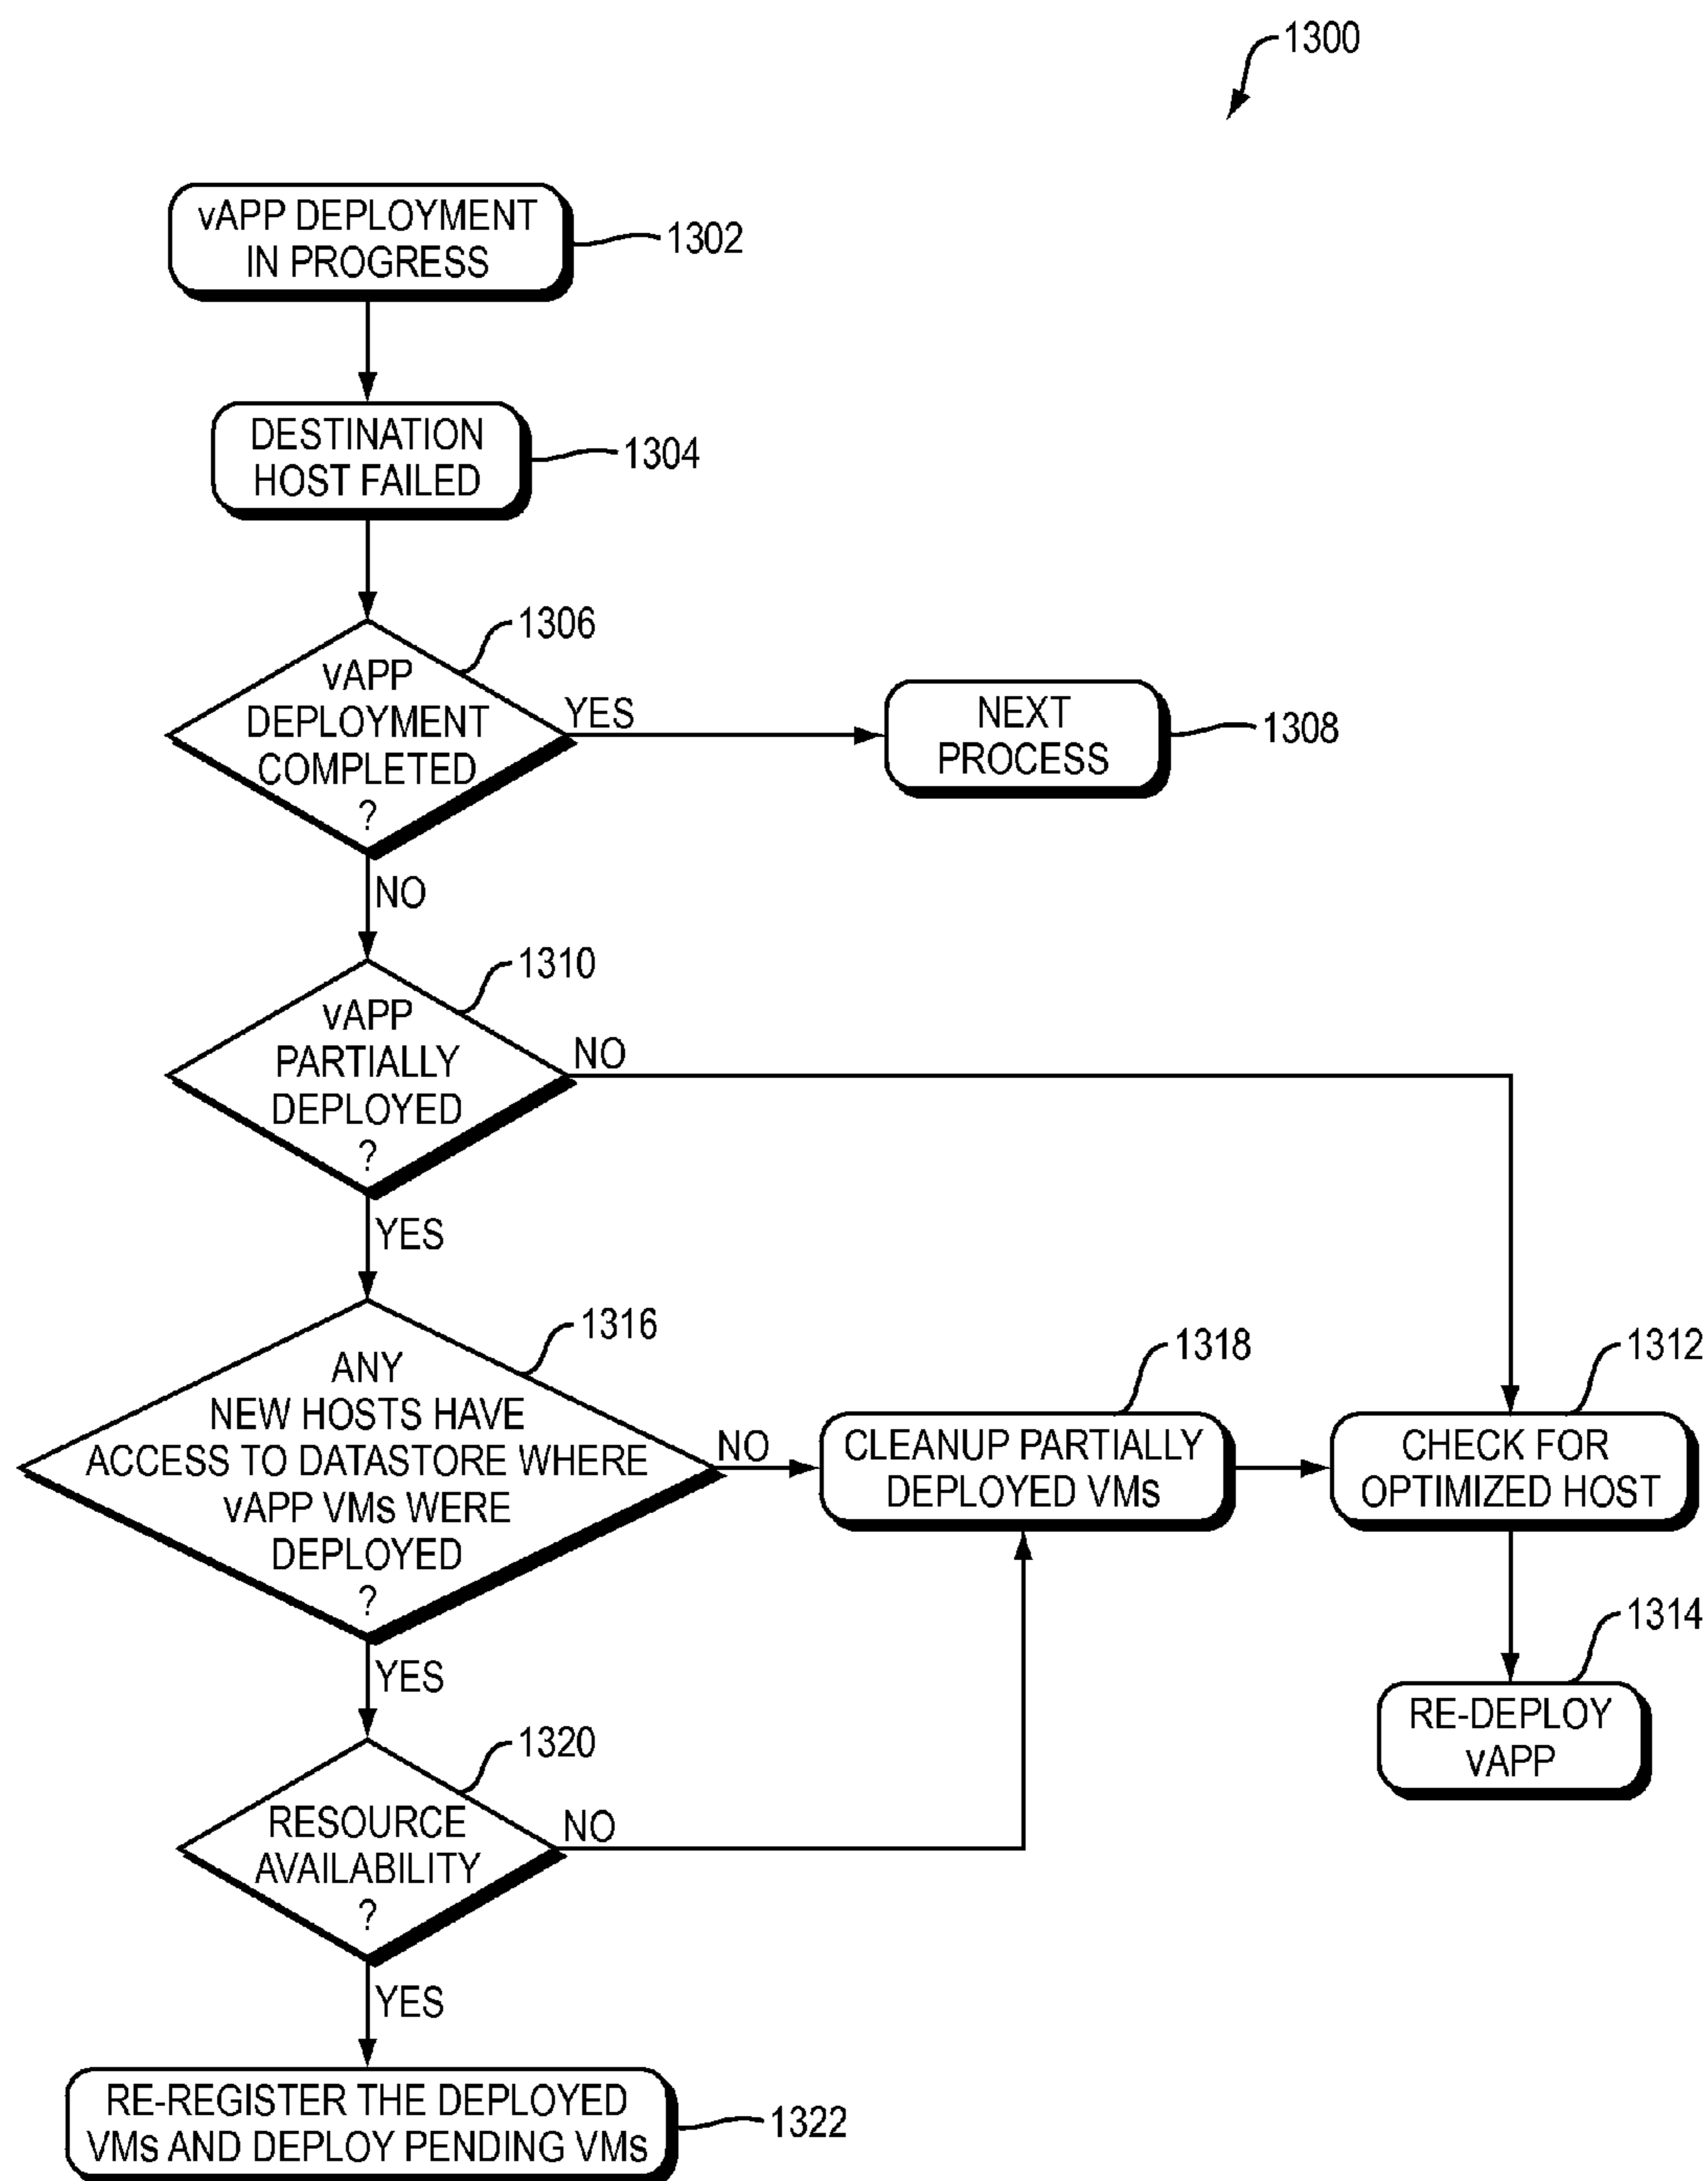 1300
vAPP DEPLOYMENT
IN PROGRESS
1302
DESTINATION
HOST FAILED
1304
1306
vAPP
DEPLOYMENT
COMPLETED
?
YES
NEXT
PROCESS
1308
NO
1310
vAPP
PARTIALLY
DEPLOYED
?
NO
YES
1316
ANY
NEW HOSTS HAVE
ACCESS TO DATASTORE WHERE
vAPP VMs WERE
DEPLOYED
?
NO
1318
CLEANUP PARTIALLY
DEPLOYED VMs
1312
CHECK FOR
OPTIMIZED HOST
1314
RE-DEPLOY
vAPP
YES
1320
RESOURCE
AVAILABILITY
?
NO
YES
RE-REGISTER THE DEPLOYED
VMs AND DEPLOY PENDING VMs
1322